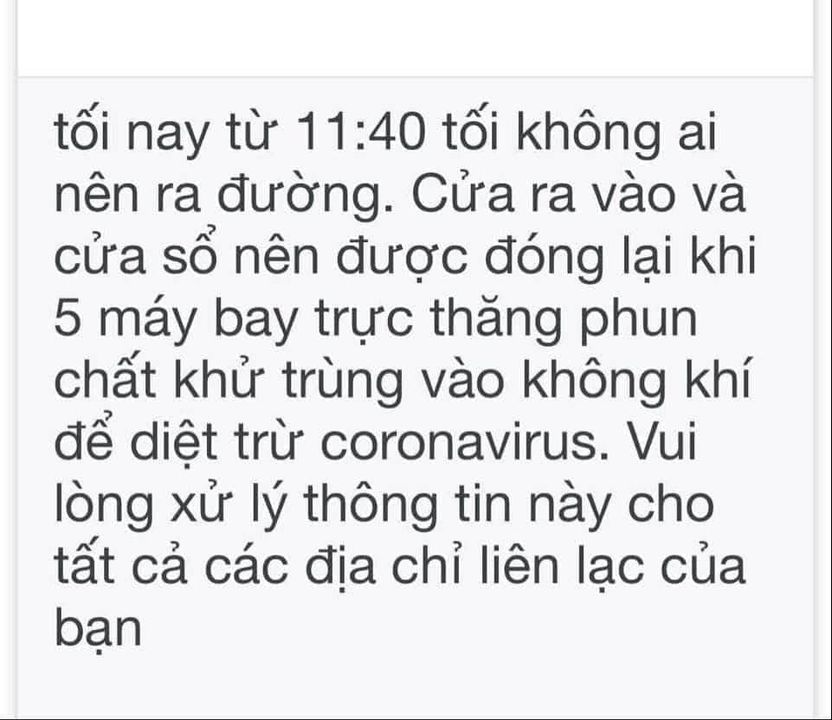 tối nay từ 11:40 tối không ai
nên ra đường. Cửa ra vào và
cửa sổ nên được đóng lại khi
5 máy bay trực thăng phun
chất khử trùng vào không khí
để diệt trừ coronavirus. Vui
lòng xử lý thông tin này cho
tất cả các địa chỉ liên lạc của
bạn